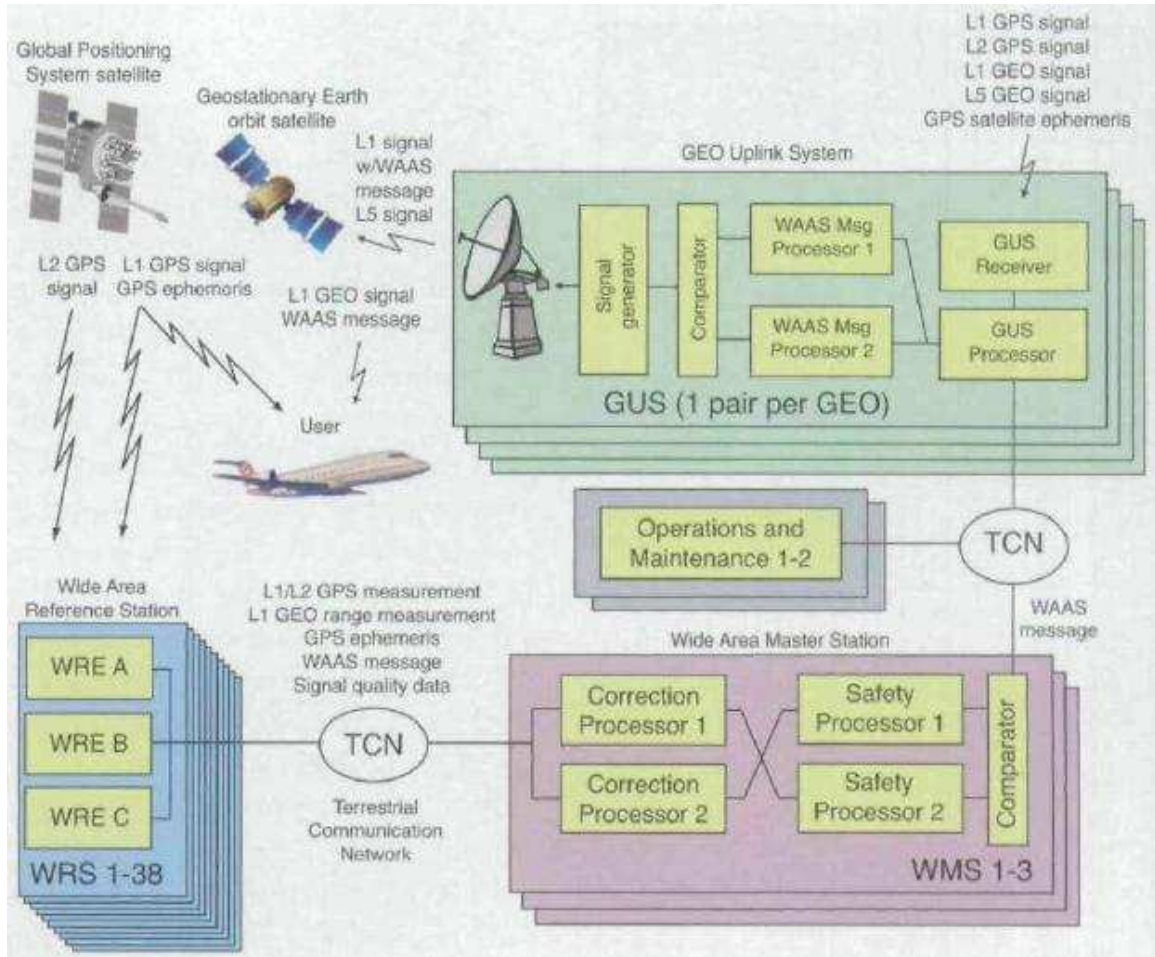 Global Positioning
System satellite
Geostationary Earth
orbit satellite
L1 signal
w/WAAS
message
L5 signal
L1 GPS signal
L2 GPS signal
L1 GEO signal
L5 GEO signal
GPS satellite ephemeris
GEO Uplink System
Signal
generator
Comparator
WAAS Msg
Processor 1
WAAS Msg
Processor 2
GUS
Receiver
GUS
Processor
GUS (1 pair per GEO)
L2 GPS
signal
L1 GPS signal
GPS ephemeris
L1 GEO signal
WAAS message
User
Operations and
Maintenance 1-2
TCN
WAAS
message
Wide Area
Reference Station
WRE A
WRE B
WRE C
WRS 1-38
L1/L2 GPS measurement
L1 GEO range measurement
GPS ephemeris
WAAS message
Signal quality data
TCN
Terrestrial
Communication
Network
Wide Area Master Station
Correction
Processor 1
Correction
Processor 2
Safety
Processor 1
Safety
Processor 2
Comparator
WMS 1-3